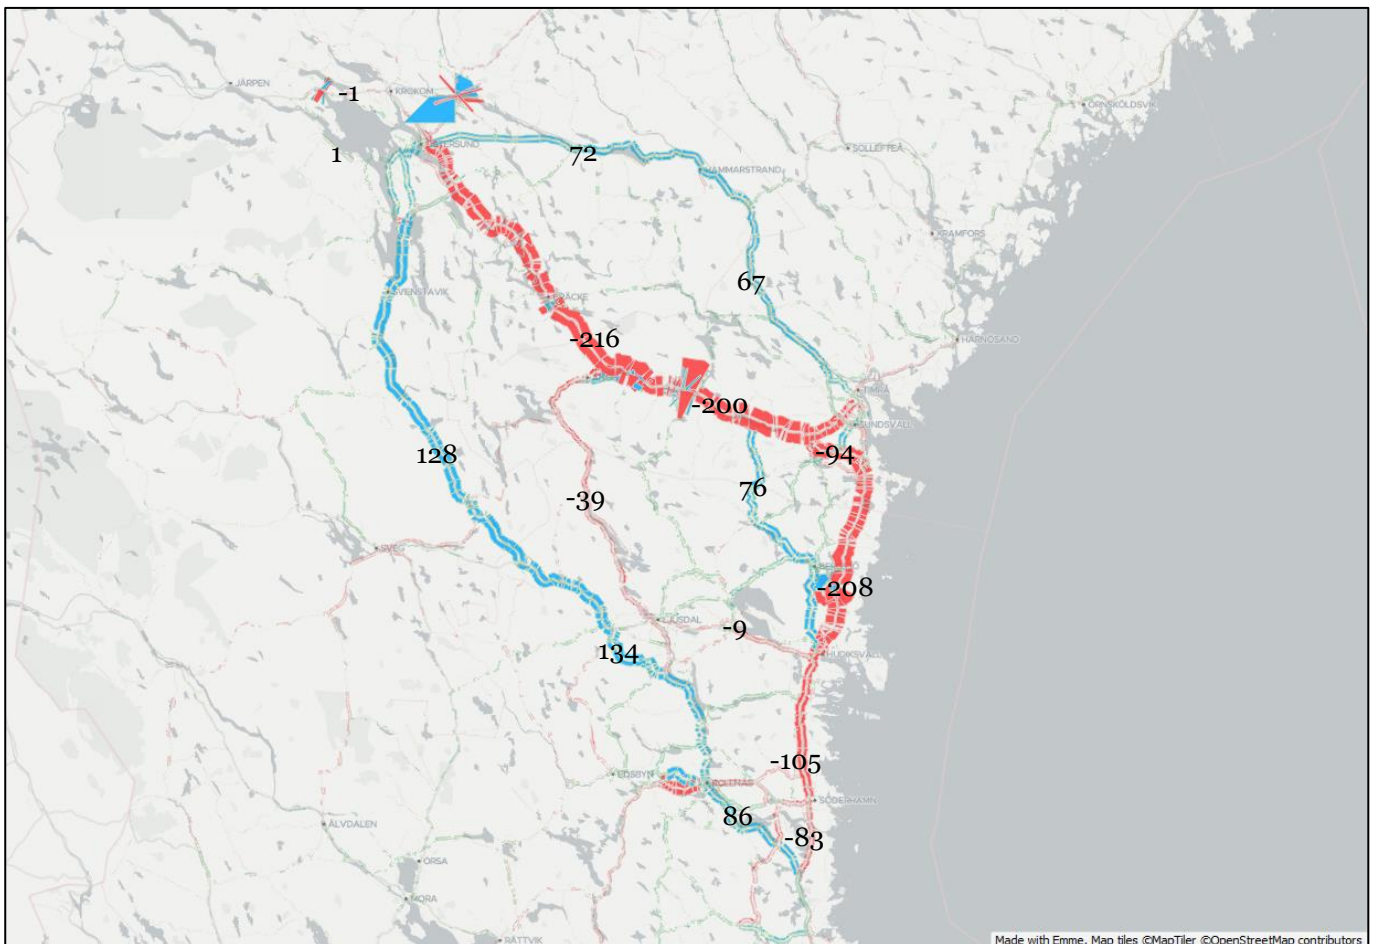 JÄRPEN
KROKOM
-1
ÖRNSKÖLDSVIK
1
72
SOLLEFTEÅ
HAMMARSTRAND
KRAMFORS
67
SVENSTAVIK
BRÄCKE
-216
HÄRNÖSAND
TIMRÅ
-200
SUNDSVALL
128
-94
76
-39
SVEG
-208
LJUSDAL
-9
134
HUDIKSVALL
-105
EDSBYN
BOLLNÄS
SÖDERHAMN
86
ÄLVDALEN
-83
ORSA
MORA
RÄTTVIK
Made with Emme, Map tiles ©MapTiler ©OpenStreetMap contributors